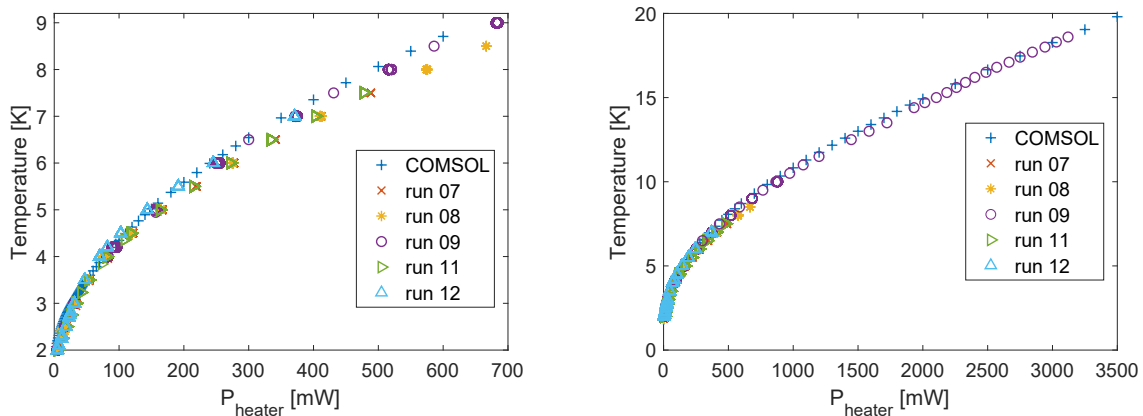 9
8
7
6
5
4
3
2
Temperature [K]
0 100 200 300 400 500 600 700
P_heater [mW]
COMSOL
run 07
run 08
run 09
run 11
run 12
20
15
10
5
0
Temperature [K]
0 500 1000 1500 2000 2500 3000 3500
P_heater [mW]
COMSOL
run 07
run 08
run 09
run 11
run 12